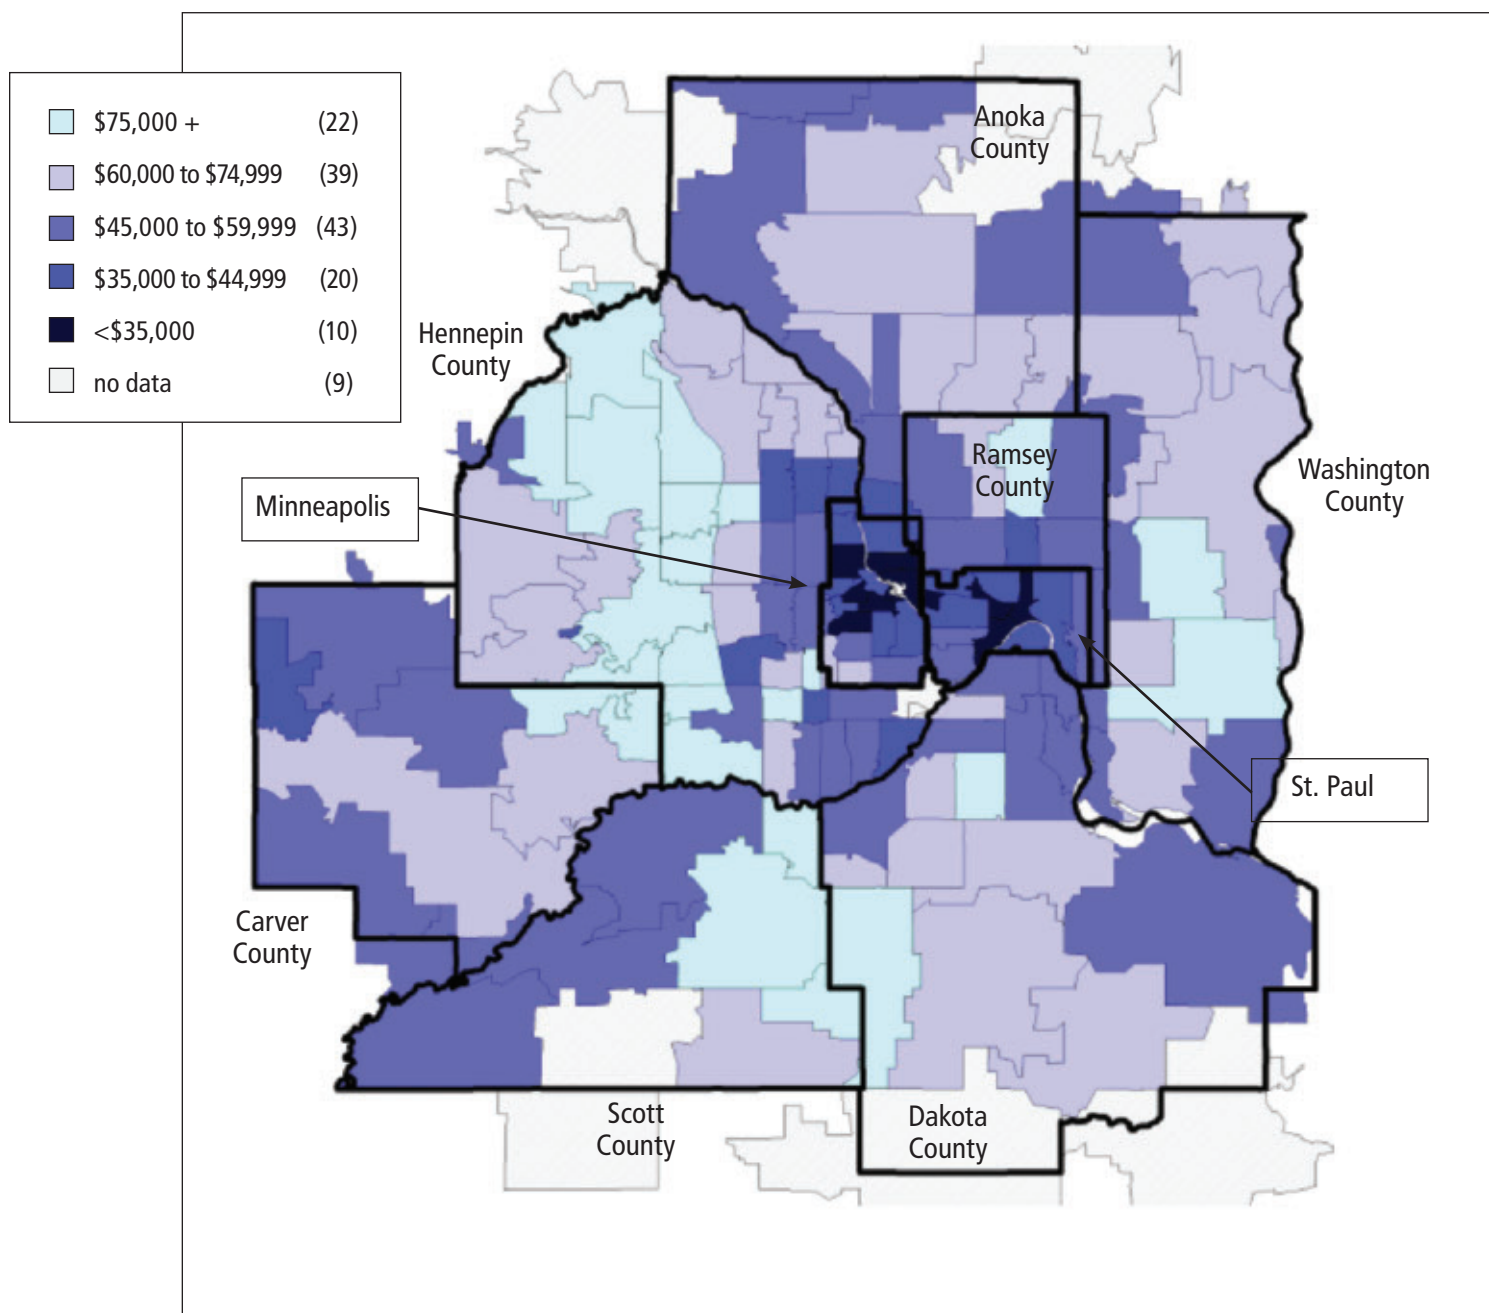 $75,000 + (22)
$60,000 to $74,999 (39)
$45,000 to $59,999 (43)
$35,000 to $44,999 (20)
<$35,000 (10)
no data (9)
Anoka
County
Hennepin
County
Ramsey
County
Washington
County
Minneapolis
St. Paul
Carver
County
Scott
County
Dakota
County